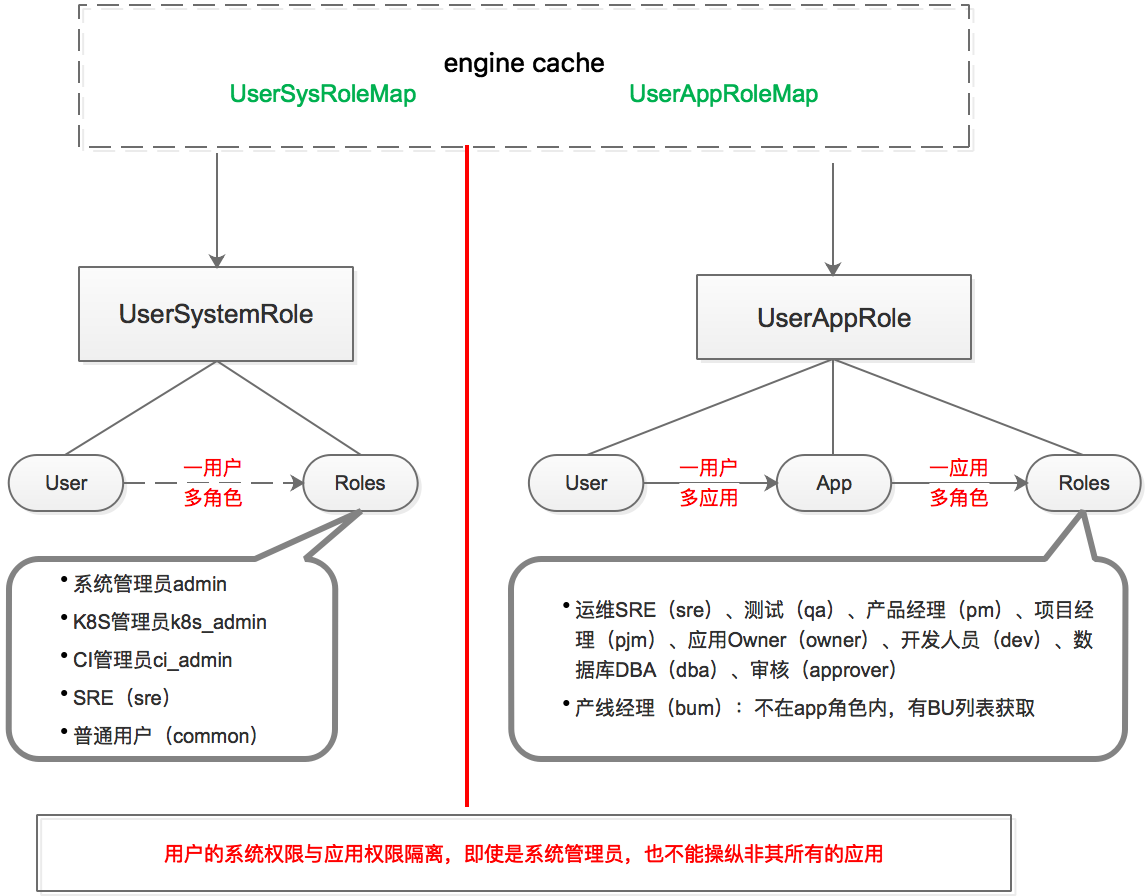 engine cache
UserSysRoleMap
UserAppRoleMap
UserSystemRole
UserAppRole
User
一用户
多角色
Roles
User
一用户
多应用
App
一应用
多角色
Roles
• 系统管理员admin
• K8S管理员k8s_admin
• CI管理员ci_admin
• SRE（sre）
• 普通用户（common）
• 运维SRE（sre）、测试（qa）、产品经理（pm）、项目经
理（pjm）、应用Owner（owner）、开发人员（dev）、数
据库DBA（dba）、审核（approver）
• 产线经理（bum）：不在app角色内，有BU列表获取
用户的系统权限与应用权限隔离，即使是系统管理员，也不能操纵非其所有的应用